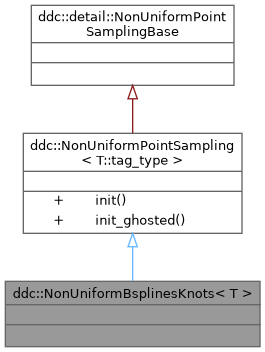 ddc::detail::NonUniformPoint
SamplingBase
ddc::NonUniformPointSampling
< T::tag_type >
+ init()
+ init_ghosted()
ddc::NonUniformBsplinesKnots< T >